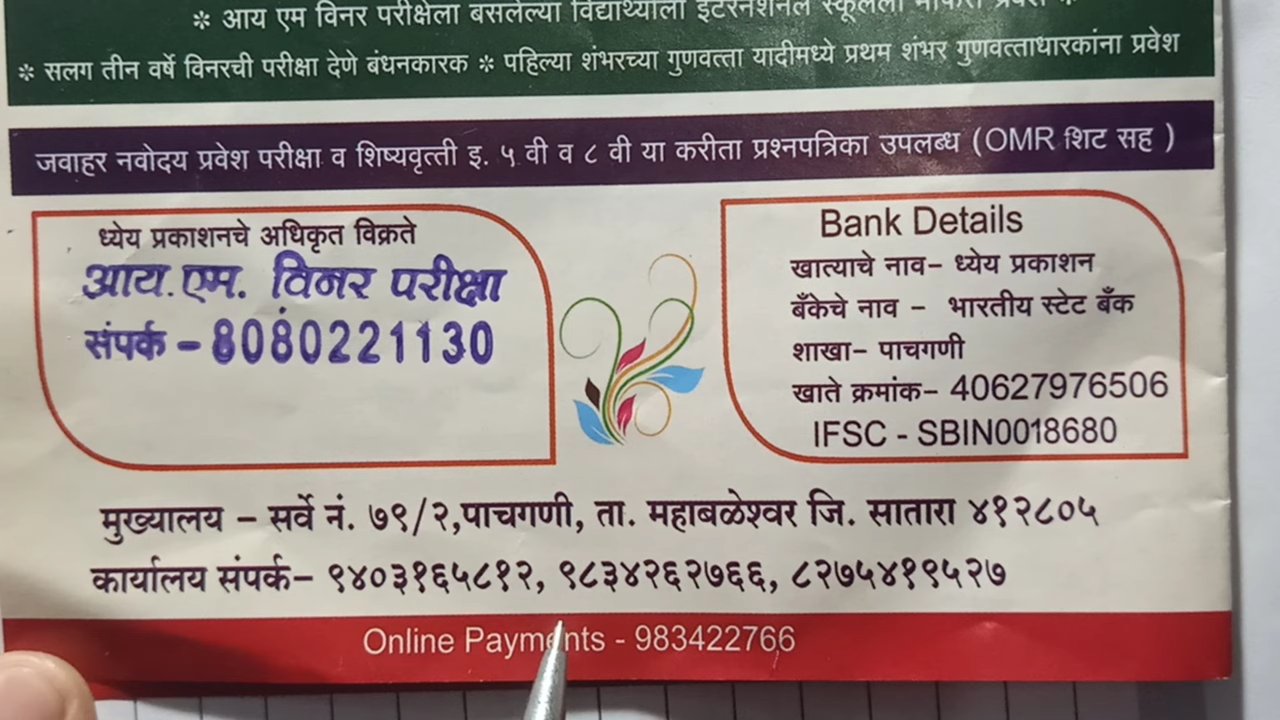 * आय एम विनर परीक्षेला बसलेल्या विद्यार्थ्याला इंटरनॅशनल स्कूलला
* सलग तीन वर्षे विनरची परीक्षा देणे बंधनकारक * पहिल्या शंभरच्या गुणवत्ता यादीमध्ये प्रथम शंभर गुणवत्ताधारकांना प्रवेश
जवाहर नवोदय प्रवेश परीक्षा व शिष्यवृत्ती इ. ५ वी व ८ वी या करीता प्रश्नपत्रिका उपलब्ध (OMR शिट सह )
ध्येय प्रकाशनचे अधिकृत विक्रते
आय.एम. विनर परीक्षा
संपर्क - 8080221130
Bank Details
खात्याचे नाव- ध्येय प्रकाशन
बँकेचे नाव - भारतीय स्टेट बँक
शाखा- पाचगणी
खाते क्रमांक- 40627976506
IFSC - SBIN0018680
मुख्यालय - सर्वे नं. ७९/२,पाचगणी, ता. महाबळेश्वर जि. सातारा ४१२८०५
कार्यालय संपर्क- ९४०३१६५८१२, ९८३४२६२७६६, ८२७५४१९५२७
Online Payments - 983422766